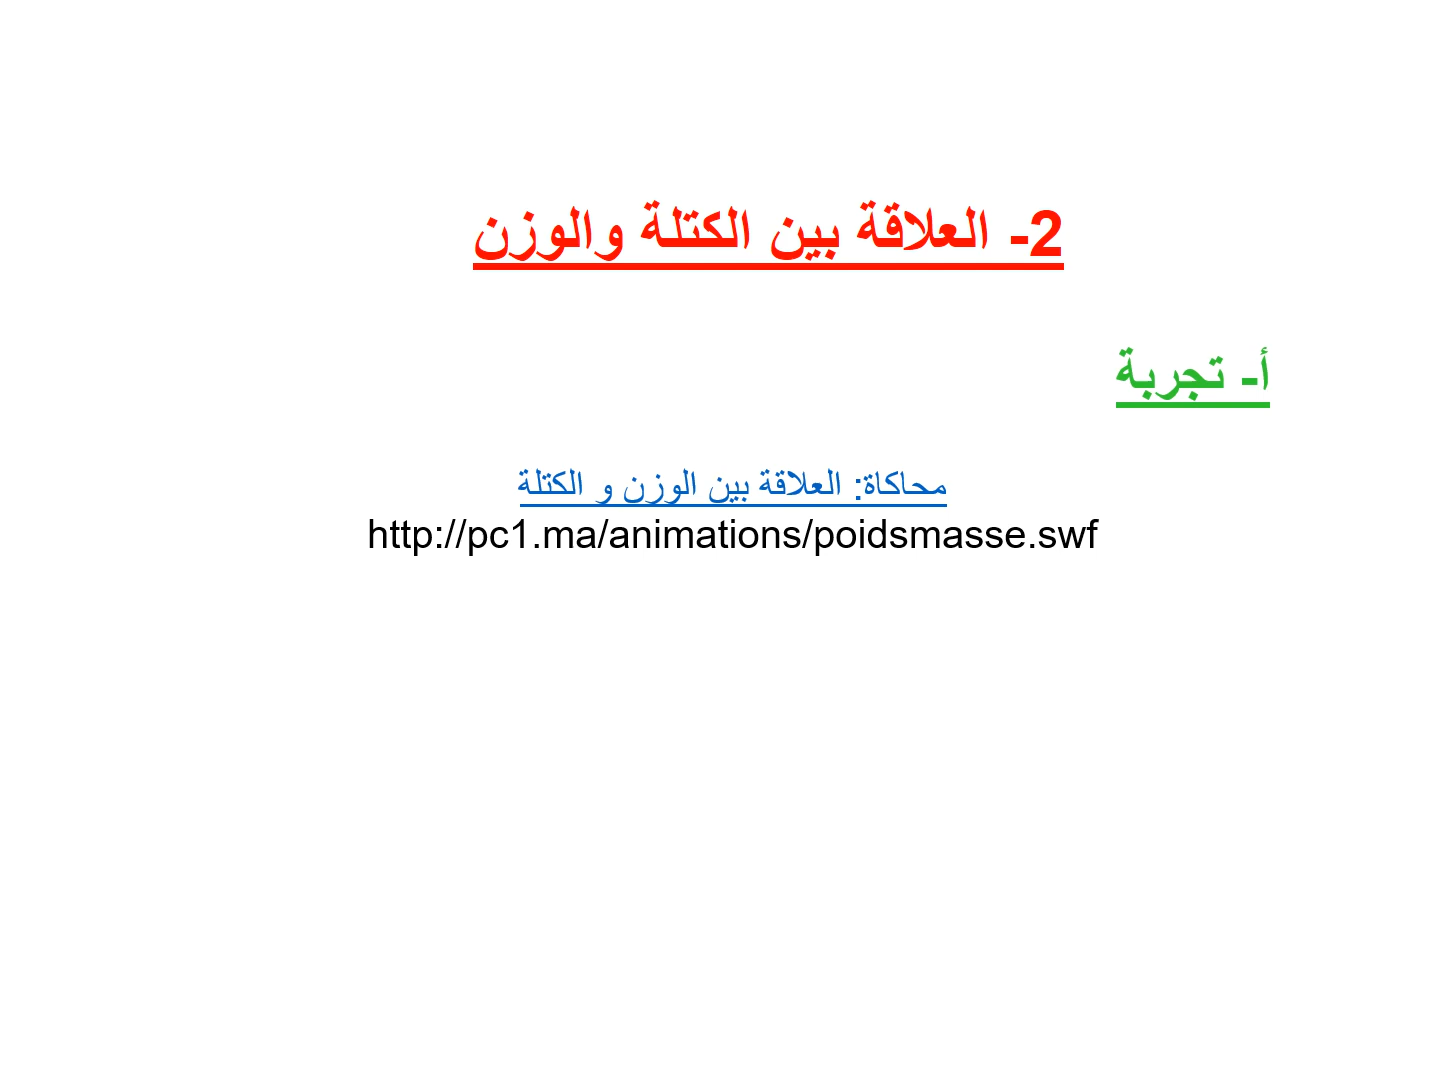 2- العلاقة بين الكتلة والوزن
أ- تجربة
محاكاة: العلاقة بين الوزن و الكتلة
http://pc1.ma/animations/poidsmasse.swf